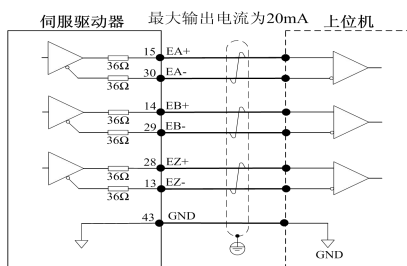 伺服驱动器 最大输出电流为20mA 上位机
15 EA+
36Ω
30 EA-
36Ω
14 EB+
36Ω
29 EB-
36Ω
28 EZ+
36Ω
13 EZ-
36Ω
43 GND
GND